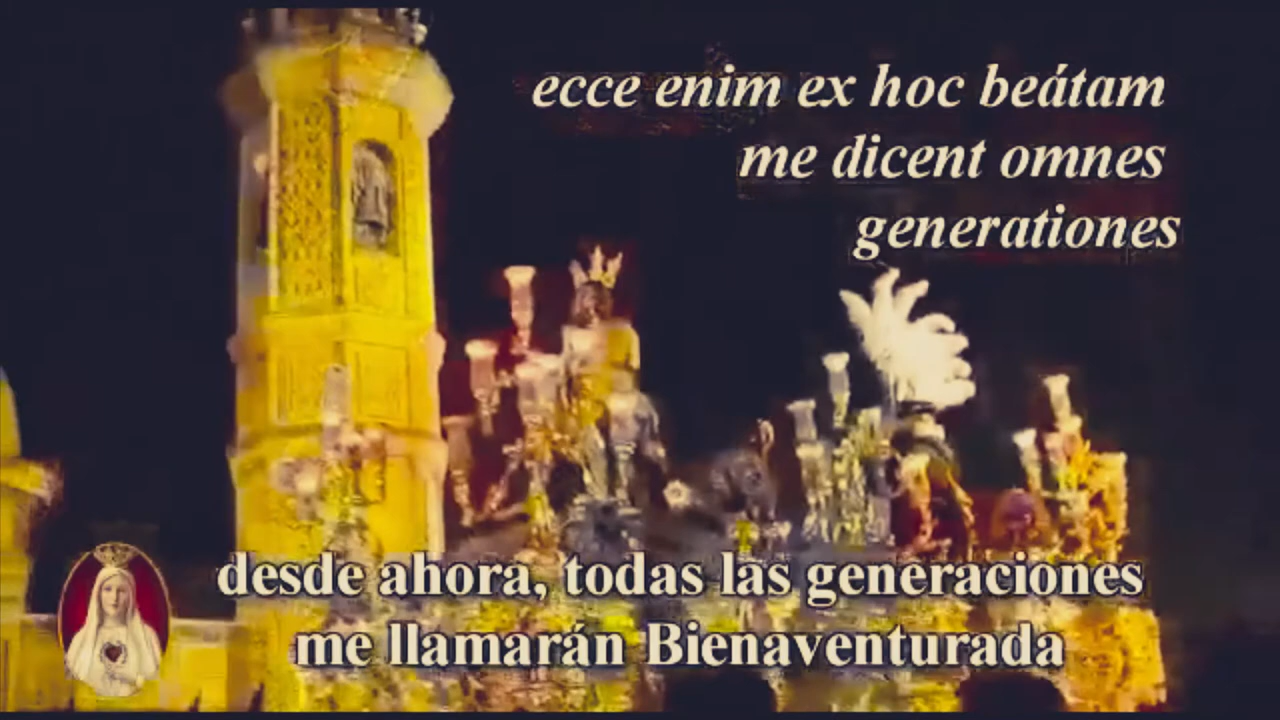 ecce enim ex hoc beátam
me dicent omnes
generationes
desde ahora, todas las generaciones
me llamarán Bienaventurada